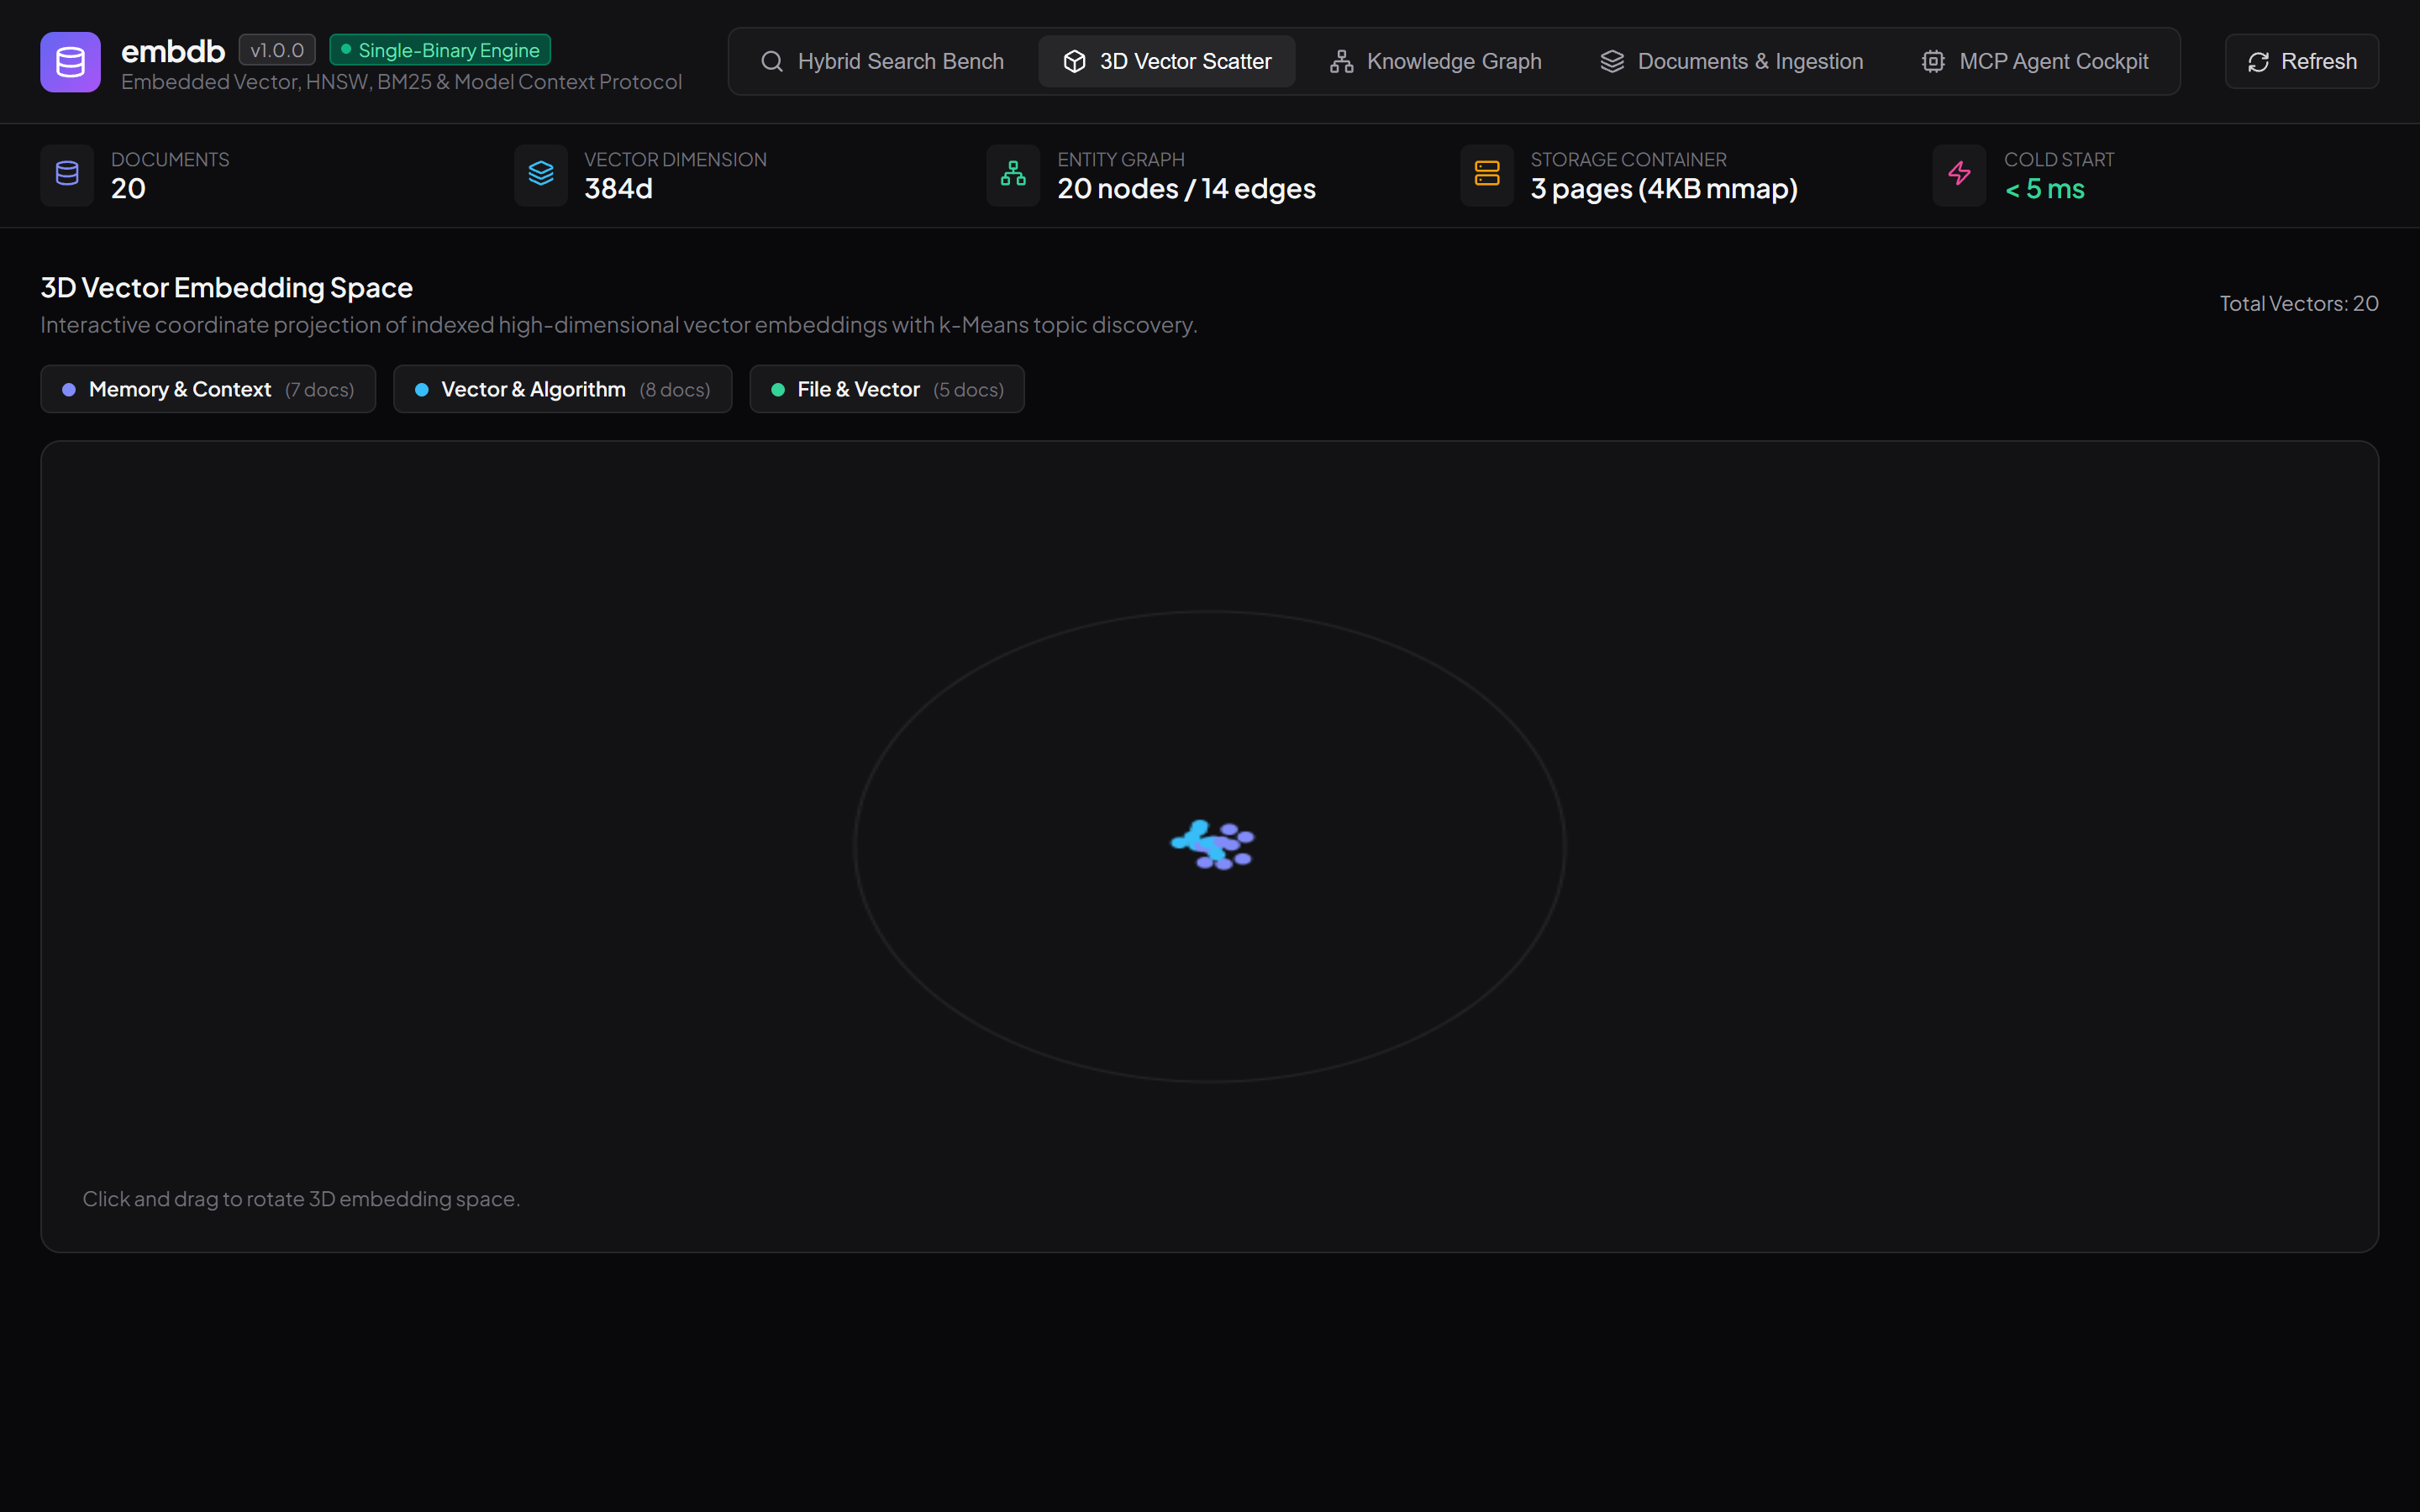 embdb v1.0.0 Single-Binary Engine
Embedded Vector, HNSW, BM25 & Model Context Protocol
Hybrid Search Bench
3D Vector Scatter
Knowledge Graph
Documents & Ingestion
MCP Agent Cockpit
Refresh
DOCUMENTS
20
VECTOR DIMENSION
384d
ENTITY GRAPH
20 nodes / 14 edges
STORAGE CONTAINER
3 pages (4KB mmap)
COLD START
< 5 ms
3D Vector Embedding Space
Interactive coordinate projection of indexed high-dimensional vector embeddings with k-Means topic discovery.
Total Vectors: 20
Memory & Context (7 docs)
Vector & Algorithm (8 docs)
File & Vector (5 docs)
Click and drag to rotate 3D embedding space.